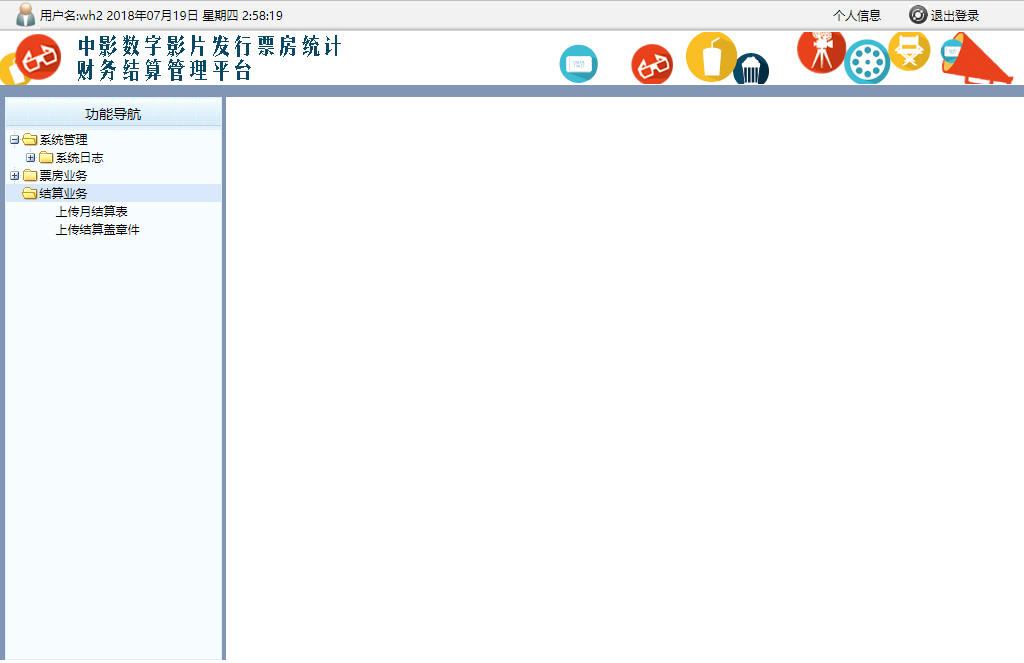 用户名:wh2 2018年07月19日 星期四 2:58:19
个人信息
退出登录
中影数字影片发行票房统计
财务结算管理平台
功能导航
系统管理
系统日志
票房业务
结算业务
上传月结算表
上传结算盖章件